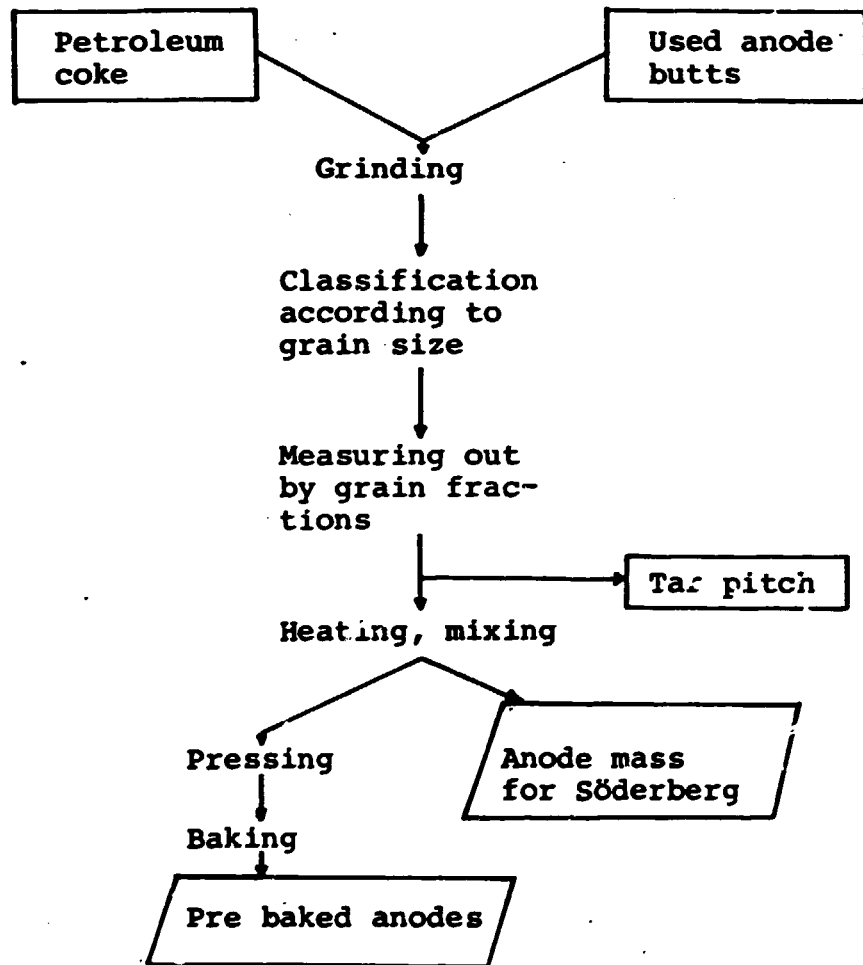 Petroleum
coke
Used anode
butts
Grinding
Classification
according to
grain size
Measuring out
by grain frac-
tions
Tar pitch
Heating, mixing
Pressing
Anode mass
for Söderberg
Baking
Pre baked anodes